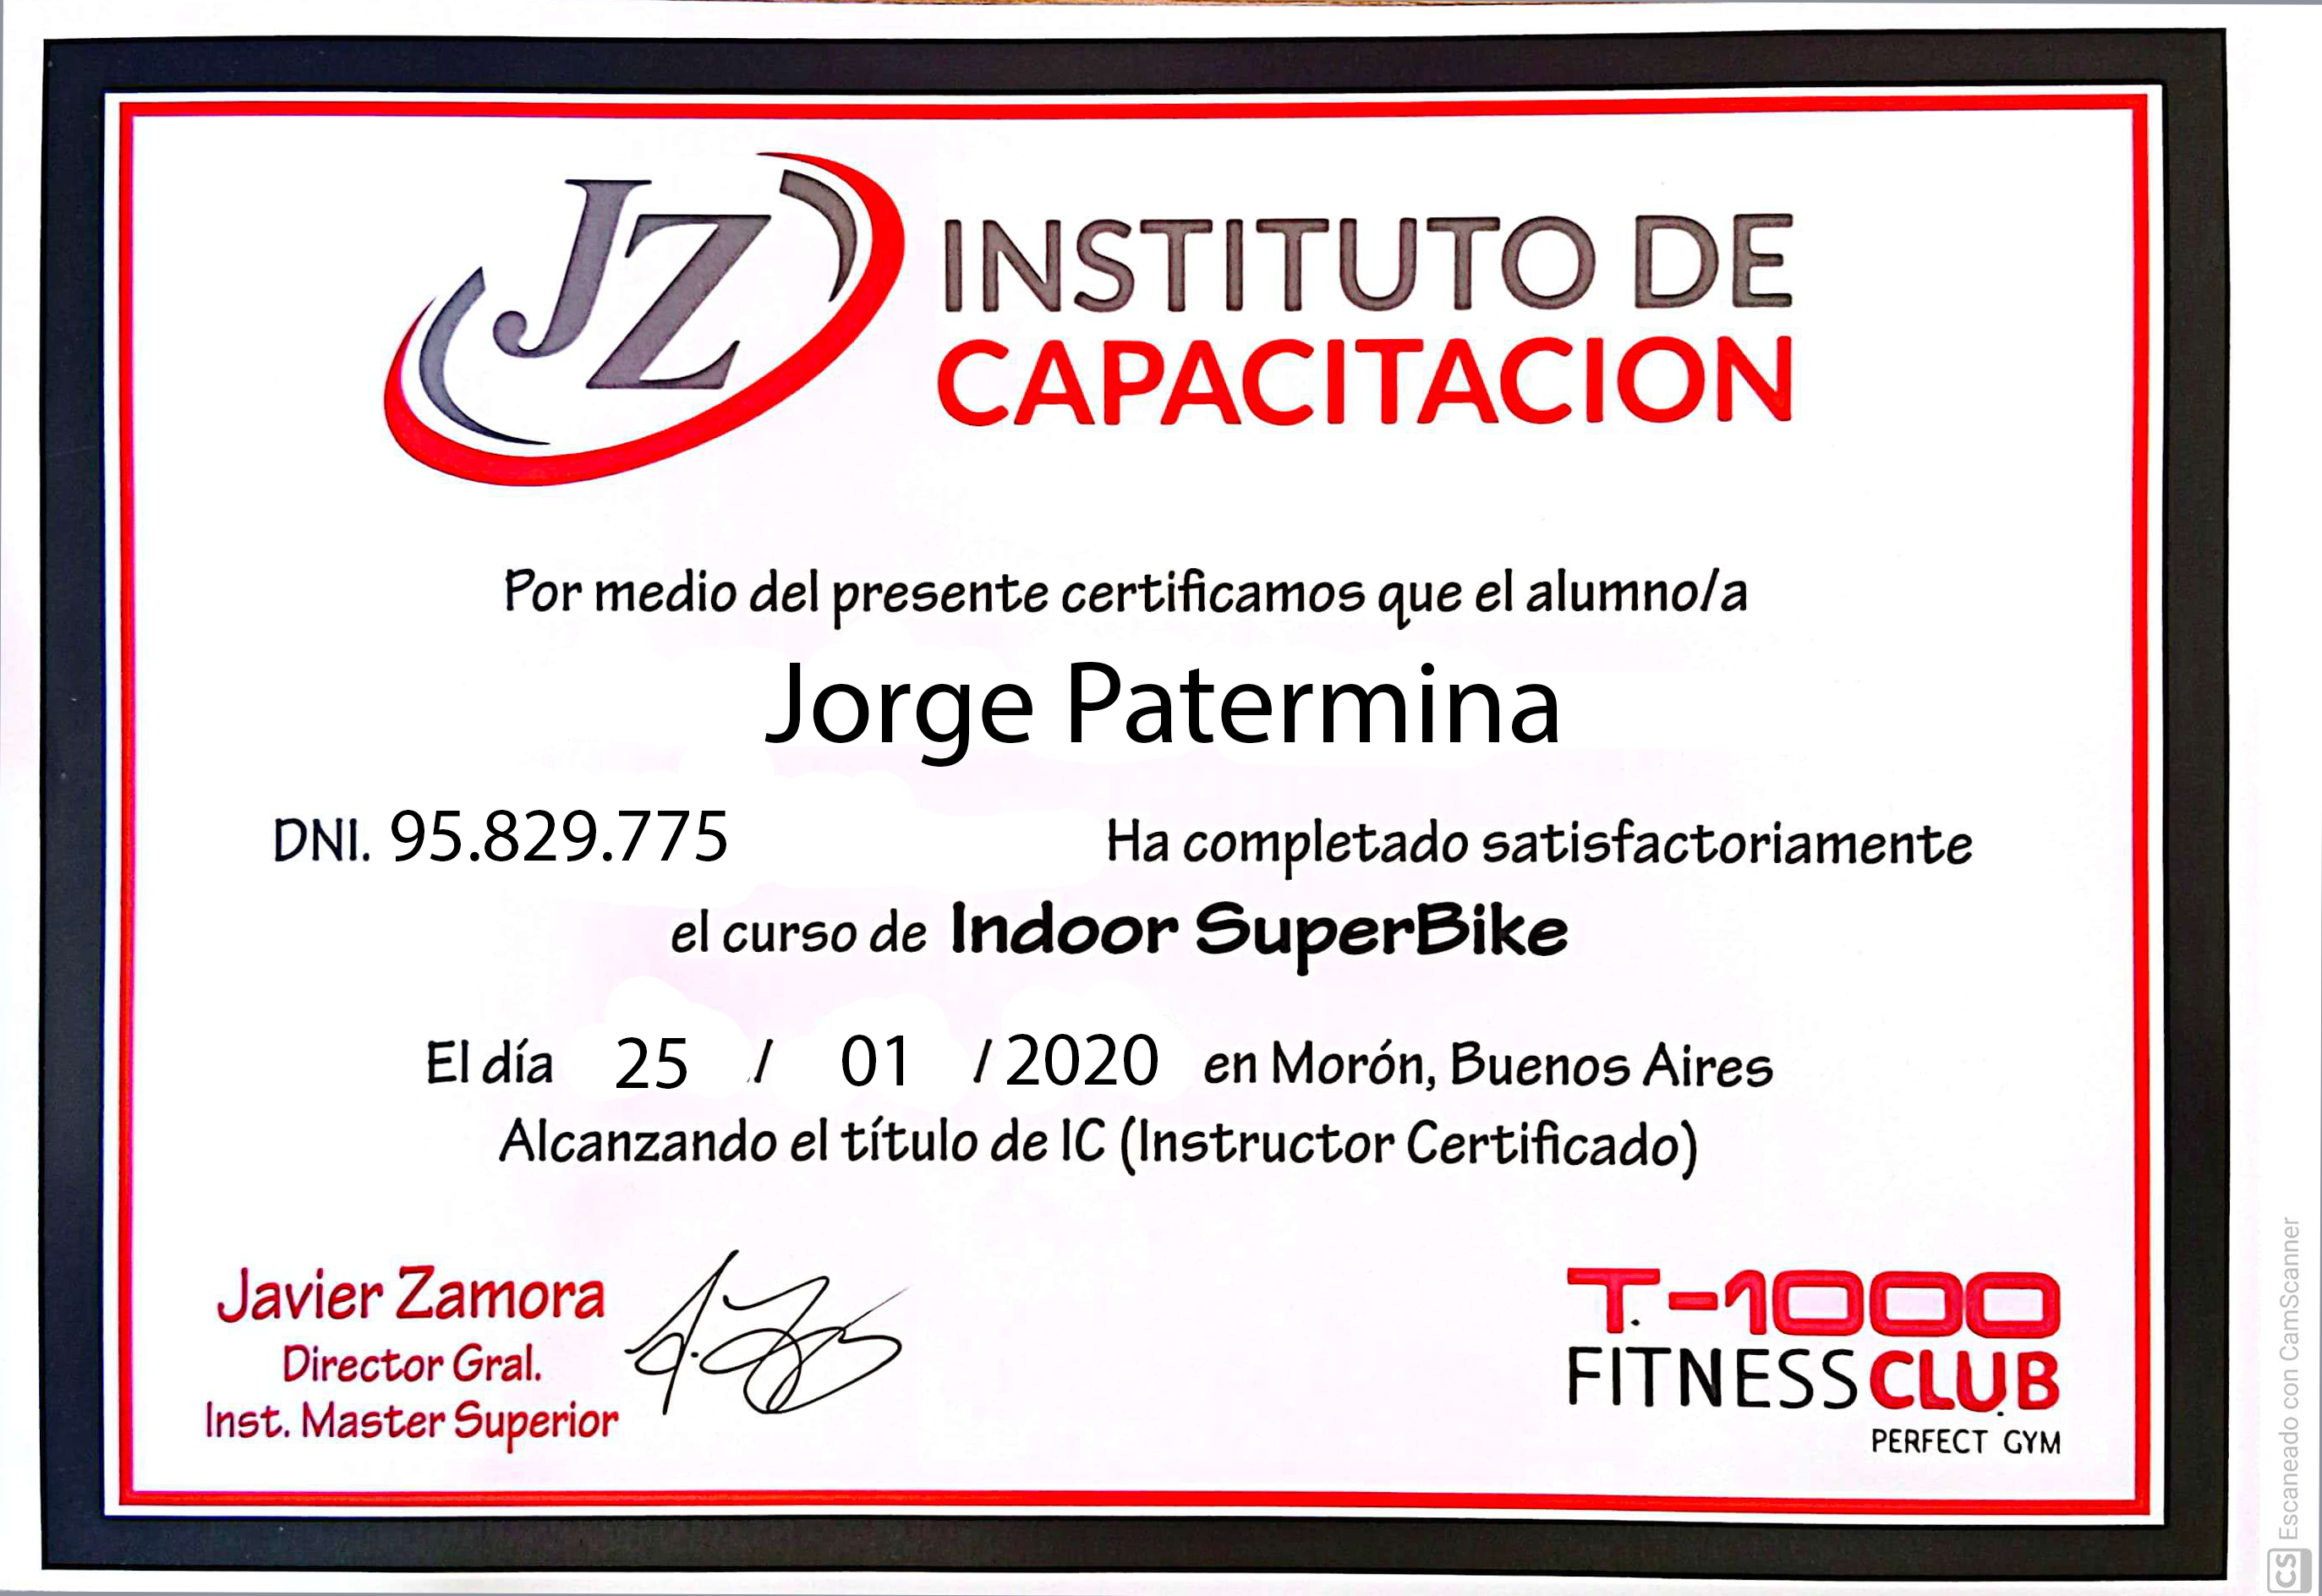 JZ INSTITUTO DE
CAPACITACION
Por medio del presente certificamos que el alumno/a
Jorge Patermina
DNI. 95.829.775 Ha completado satisfactoriamente
el curso de Indoor SuperBike
El día 25 / 01 / 2020 en Morón, Buenos Aires
Alcanzando el título de IC (Instructor Certificado)
Javier Zamora
Director Gral.
Inst. Master Superior
T-1000
FITNESS CLUB
PERFECT GYM
CS Escaneado con CamScanner